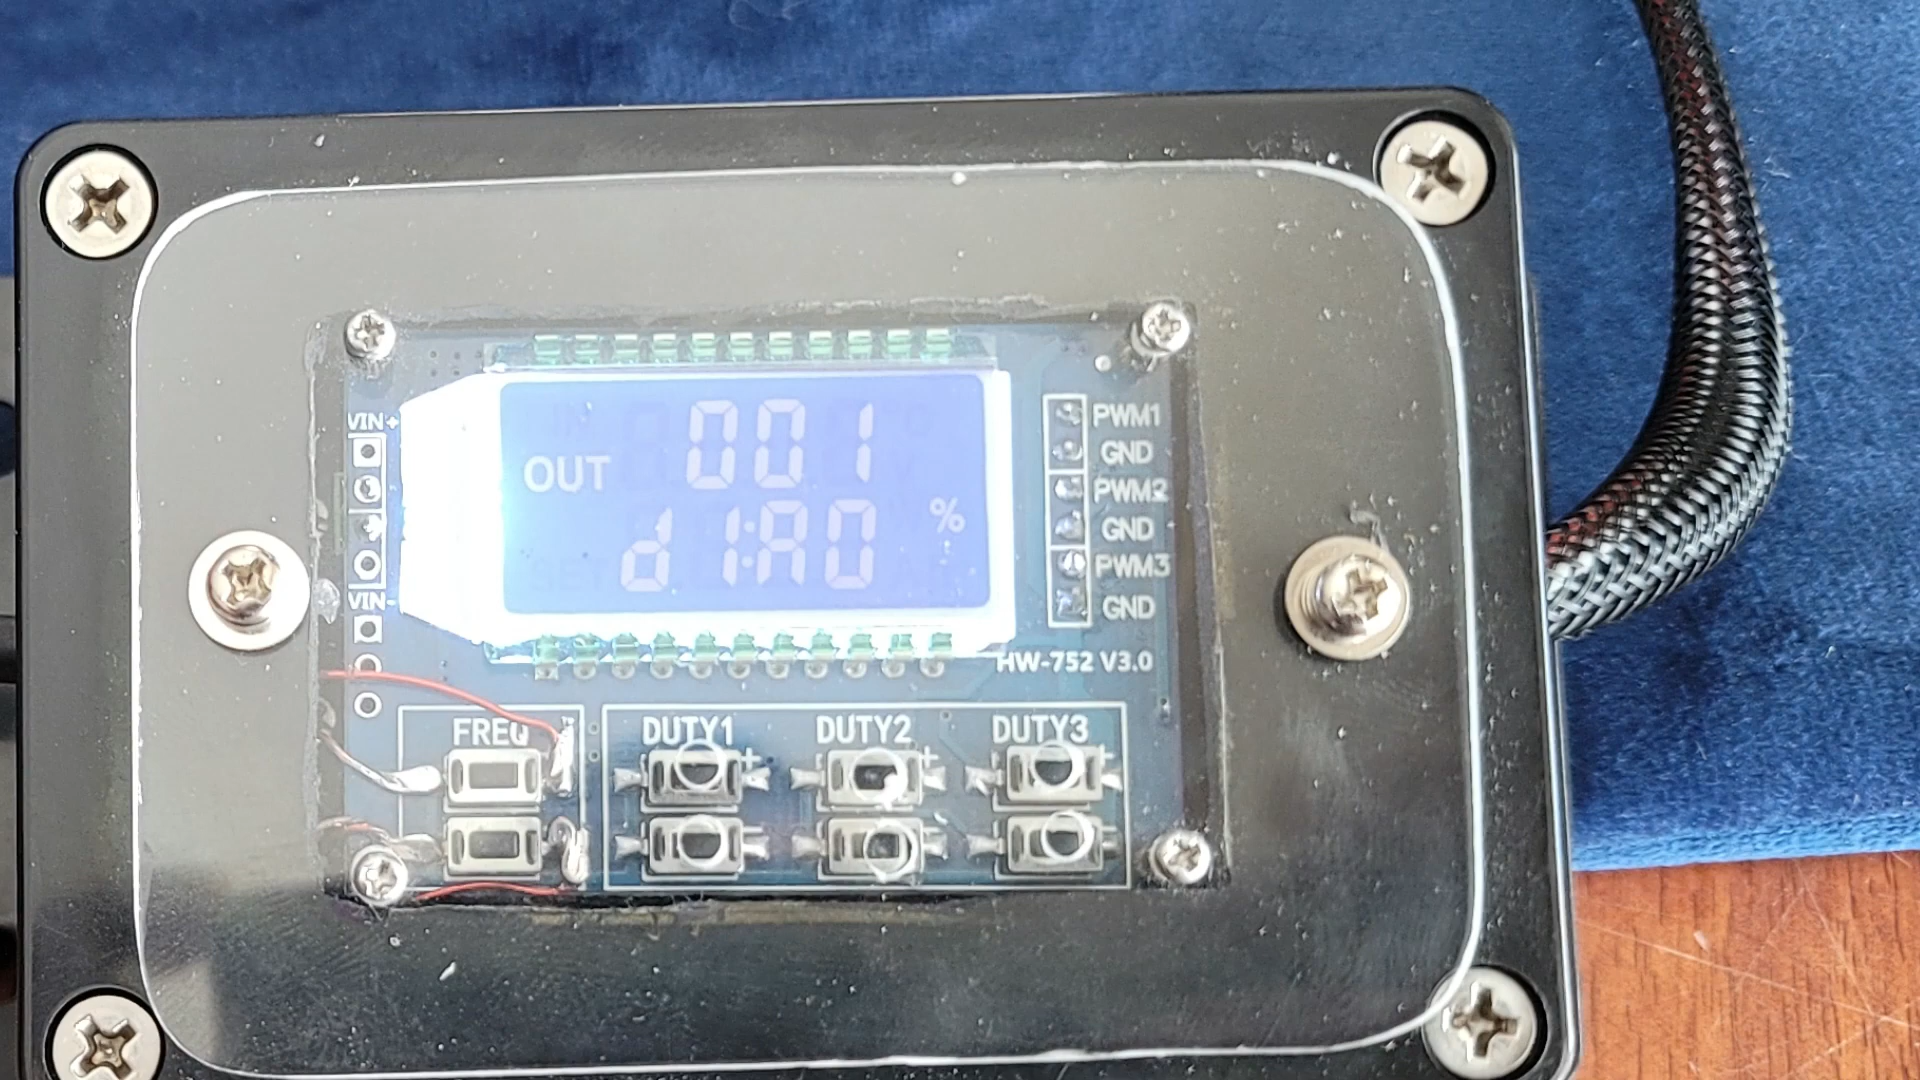 001
OUT
d1:A0 %
VIN+
VIN-
PWM1
GND
PWM2
GND
PWM3
GND
HW-752 V3.0
FREQ
DUTY1
DUTY2
DUTY3
+
+
+